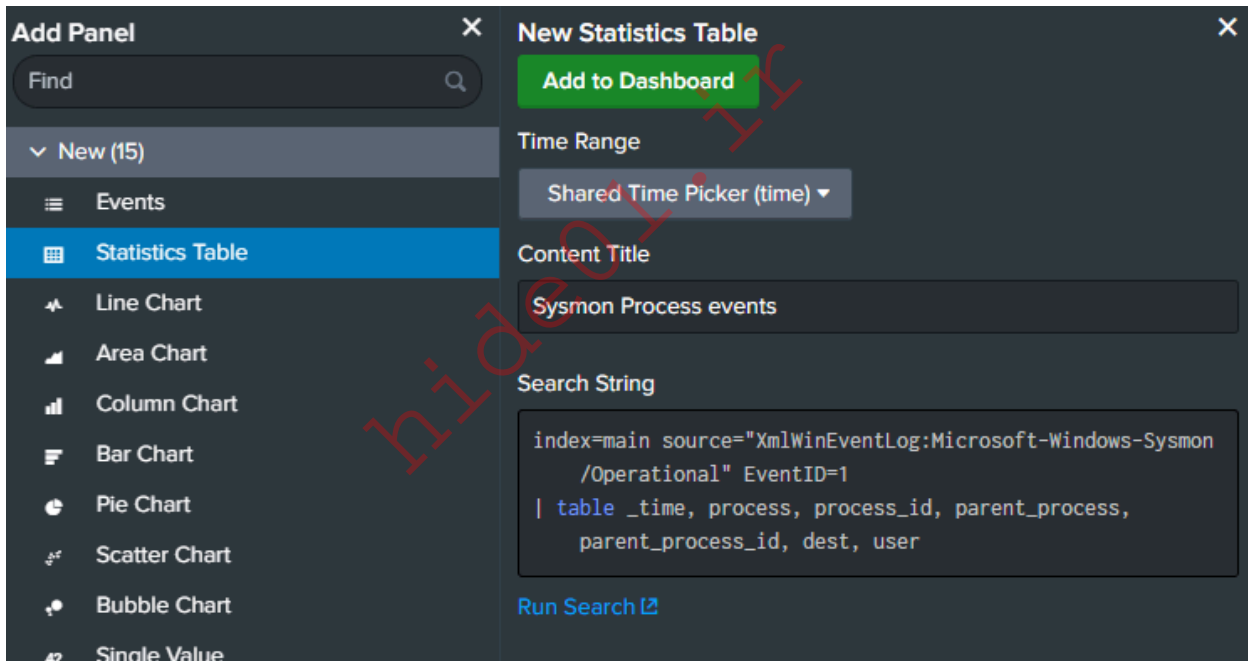 Add Panel
Find
New (15)
Events
Statistics Table
Line Chart
Area Chart
Column Chart
Bar Chart
Pie Chart
Scatter Chart
Bubble Chart
Single Value
New Statistics Table
Add to Dashboard
Time Range
Shared Time Picker (time)
Content Title
Sysmon Process events
Search String
index=main source="XmlWinEventLog:Microsoft-Windows-Sysmon
/Operational" EventID=1
| table _time, process, process_id, parent_process,
parent_process_id, dest, user
Run Search
hide01.ir